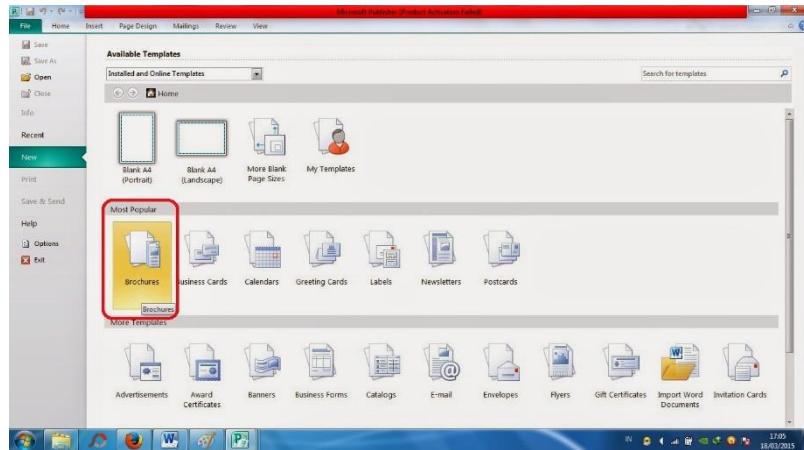 Microsoft Publisher (Product Activation Failed)
File Home Insert Page Design Mailings Review View
Save
Save As
Open
Close
Info
Recent
New
Print
Save & Send
Help
Options
Exit
Available Templates
Installed and Online Templates
Search for templates
Home
Blank A4 (Portrait)
Blank A4 (Landscape)
More Blank Page Sizes
My Templates
Most Popular
Brochures
Business Cards
Calendars
Greeting Cards
Labels
Newsletters
Postcards
Brochures
More Templates
Advertisements
Award Certificates
Banners
Business Forms
Catalogs
E-mail
Envelopes
Flyers
Gift Certificates
Import Word Documents
Invitation Cards
IN
17:05
18/03/2015